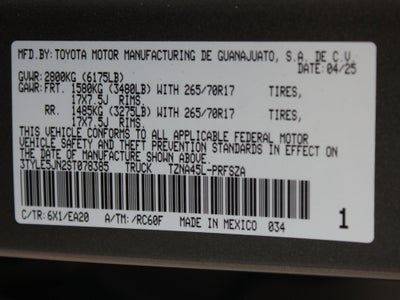 MFD.BY: TOYOTA MOTOR MANUFACTURING DE GUANAJUATO, S.A. DE C.V.
DATE: 04/25
GVWR: 2800KG (6175LB)
GAWR: FRT. 1580KG (3480LB) WITH 265/70R17 TIRES,
17X7.5J RIMS,
RR. 1485KG (3275LB) WITH 265/70R17 TIRES,
17X7.5J RIMS.
THIS VEHICLE CONFORMS TO ALL APPLICABLE FEDERAL MOTOR
VEHICLE SAFETY AND THEFT PREVENTION STANDARDS IN EFFECT
ON THE DATE OF MANUFACTURE SHOWN ABOVE.
3TYLE5JN2ST078385 TRUCK TZNA45L-PRFSZA
C/TR: 6X1/EA20 A/TM: /RC60F MADE IN MEXICO 034 1